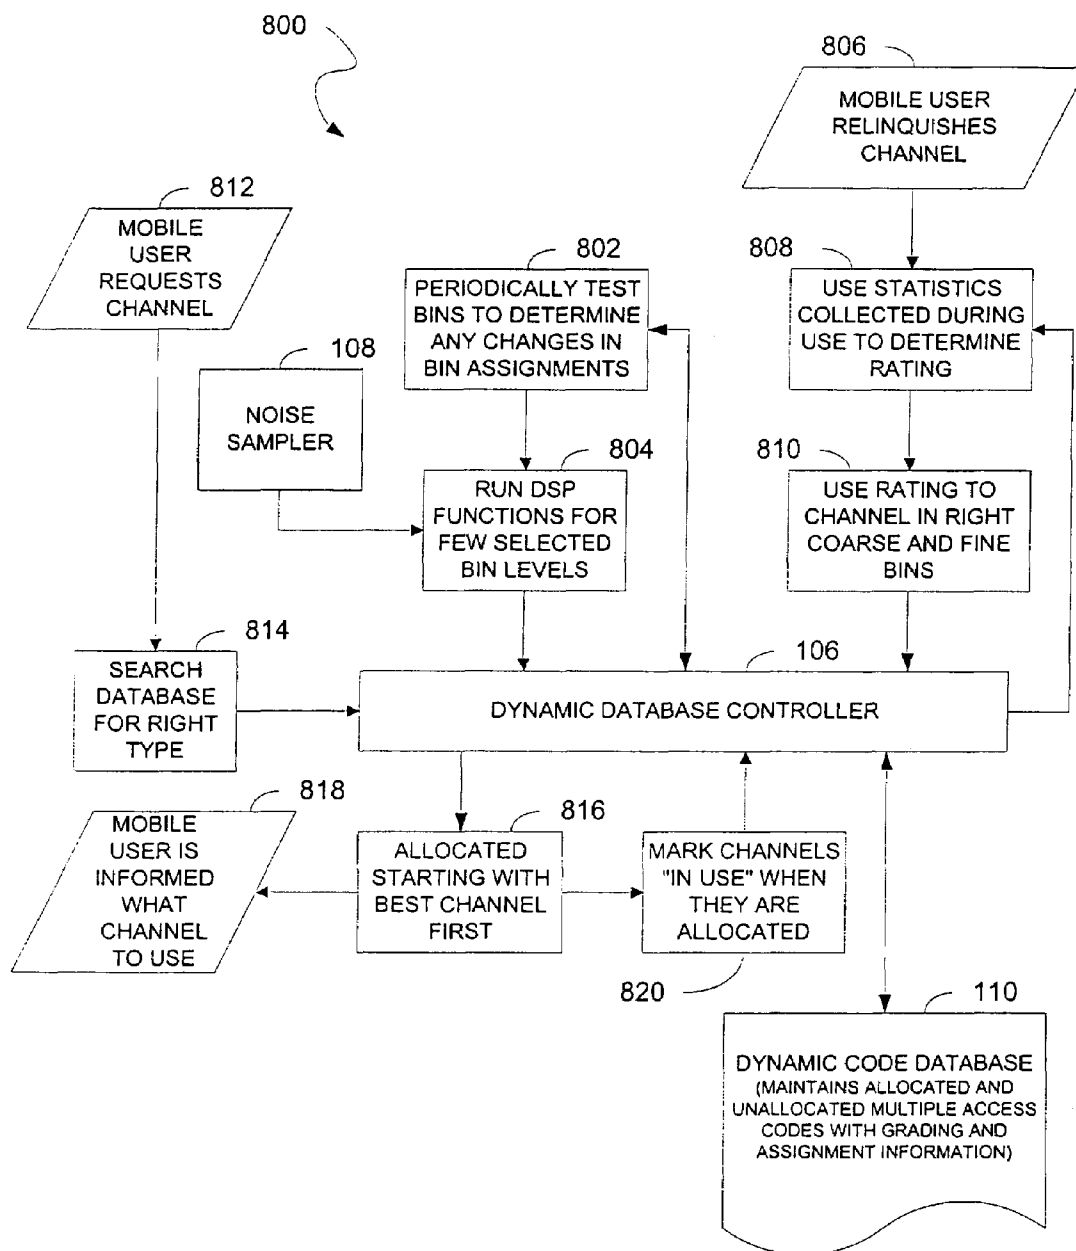 800
806
MOBILE USER
RELINQUISHES
CHANNEL
812
MOBILE
USER
REQUESTS
CHANNEL
802
PERIODICALLY TEST
BINS TO DETERMINE
ANY CHANGES IN
BIN ASSIGNMENTS
808
USE STATISTICS
COLLECTED DURING
USE TO DETERMINE
RATING
108
NOISE
SAMPLER
804
RUN DSP
FUNCTIONS FOR
FEW SELECTED
BIN LEVELS
810
USE RATING TO
CHANNEL IN RIGHT
COARSE AND FINE
BINS
814
SEARCH
DATABASE
FOR RIGHT
TYPE
106
DYNAMIC DATABASE CONTROLLER
818
MOBILE
USER IS
INFORMED
WHAT
CHANNEL
TO USE
816
ALLOCATED
STARTING WITH
BEST CHANNEL
FIRST
MARK CHANNELS
"IN USE" WHEN
THEY ARE
ALLOCATED
820
110
DYNAMIC CODE DATABASE
(MAINTAINS ALLOCATED AND
UNALLOCATED MULTIPLE ACCESS
CODES WITH GRADING AND
ASSIGNMENT INFORMATION)